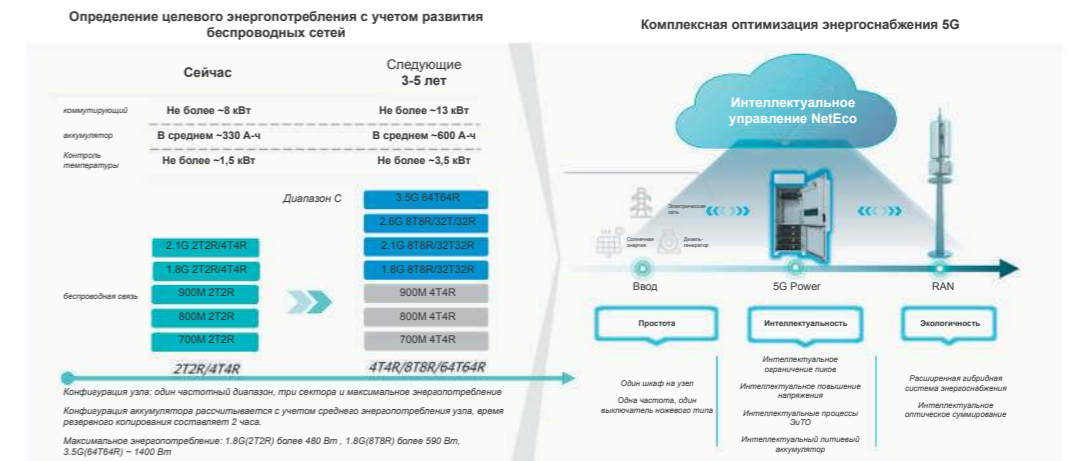 Определение целевого энергопотребления с учетом развития
беспроводных сетей
Сейчас
Следующие
3-5 лет
коммутирующий
Не более ~8 кВт
Не более ~13 кВт
аккумулятор
В среднем ~330 А-ч
В среднем ~600 А-ч
Контроль
температуры
Не более ~1,5 кВт
Не более ~3,5 кВт
Диапазон C
3.5G 64T64R
2.6G 8T8R/32T/32R
2.1G 2T2R/4T4R
2.1G 8T8R/32T32R
1.8G 2T2R/4T4R
1.8G 8T8R/32T32R
беспроводная связь
900M 2T2R
900M 4T4R
800M 2T2R
800M 4T4R
700M 2T2R
700M 4T4R
2T2R/4T4R
4T4R/8T8R/64T64R
Конфигурация узла: один частотный диапазон, три сектора и максимальное энергопотребление
Конфигурация аккумулятора рассчитывается с учетом среднего энергопотребления узла, время
резервного копирования составляет 2 часа.
Максимальное энергопотребление: 1.8G(2T2R) более 480 Вт , 1.8G(8T8R) более 590 Вт,
3.5G(64T64R) ~ 1400 Вт
Комплексная оптимизация энергоснабжения 5G
Интеллектуальное
управление NetEco
Электрическая
сеть
Солнечная
энергия
Дизель-
генератор
Ввод
5G Power
RAN
Простота
Интеллектуальность
Экологичность
Один шкаф на узел
Одна частота, один
выключатель ножевого типа
Интеллектуальное
ограничение пиков
Интеллектуальное повышение
напряжения
Интеллектуальные процессы
ЭиТО
Интеллектуальный литиевый
аккумулятор
Расширенная гибридная
система энергоснабжения
Интеллектуальное
оптическое суммирование